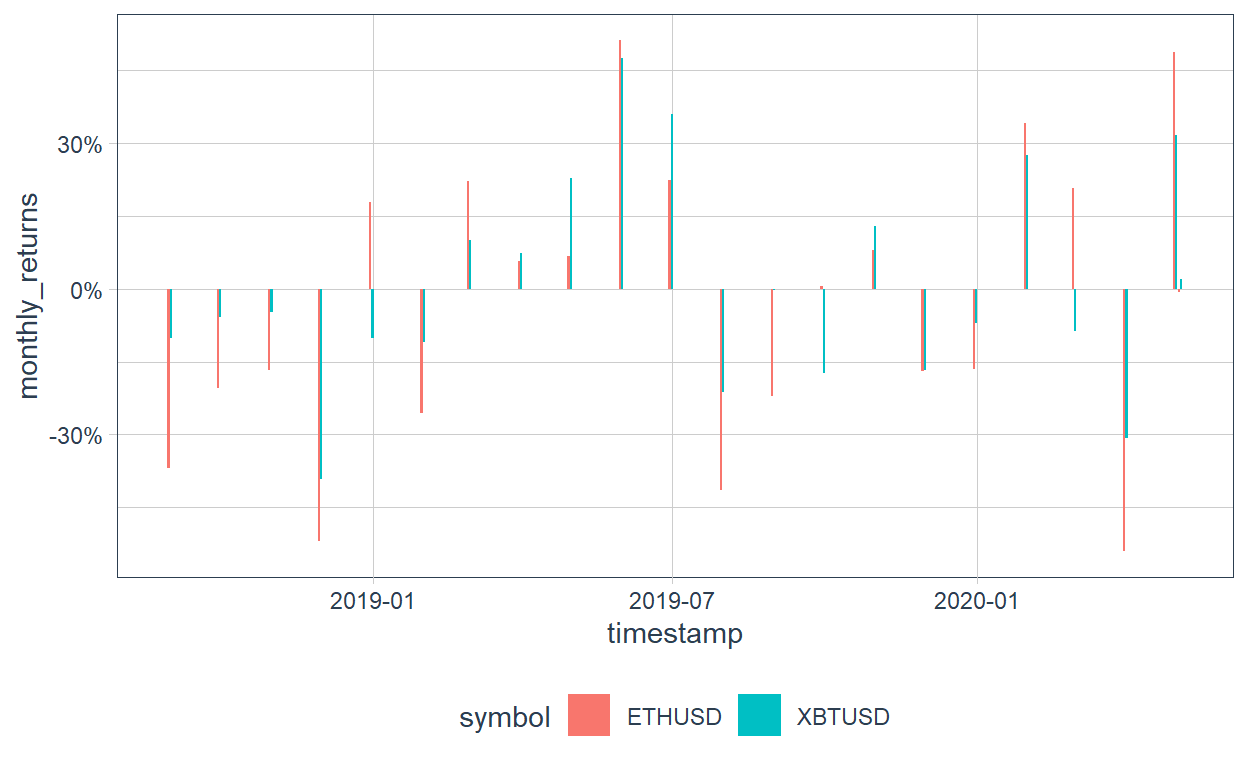 monthly_returns
30%
0%
-30%
2019-01 2019-07 2020-01
timestamp
symbol ETHUSD XBTUSD